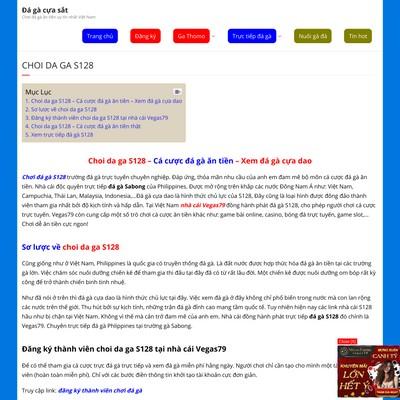 Đá gà cựa sắt
Chơi đá gà ăn tiền uy tín nhất Việt Nam
Trang chủ
Đăng ký
Ga Thomo
Trực tiếp đá gà
Nuôi gà đá
Tin hot
CHOI DA GA S128
Mục Lục
1. Choi da ga S128 – Cá cược đá gà ăn tiền – Xem đá gà cựa dao
2. Sơ lược về choi da ga S128
3. Đăng ký thành viên choi da ga S128 tại nhà cái Vegas79
4. Choi da ga S128 – Cá cược đá gà ăn tiền thật
5. Xem trực tiếp đá gà S128
Choi da ga S128 – Cá cược đá gà ăn tiền – Xem đá gà cựa dao
Chơi đá gà S128 trường đá gà trực tuyến chuyên nghiệp. Đáp ứng, thỏa mãn nhu cầu của anh em đam mê bộ môn cá cược đá gà ăn
tiền. Nhà cái độc quyền trực tiếp đá gà Sabong của Philippines. Được mở rộng trên khắp các nước Đông Nam Á như: Việt Nam,
Campuchia, Thái Lan, Malaysia, Indonesia,…Đá gà cựa dao là hình thức chủ lực của S128, Đây cũng là loại hình được đông đảo thành
viên tham gia nhất với độ kịch tính và hấp dẫn. Tại Việt Nam nhà cái Vegas79 đồng hành phát đá gà S128, cho phép người chơi cá cược
trực tuyến. Vegas79 còn cung cấp một số trò chơi cá cược ăn tiền khác như: game bài online, casino, bóng đá trực tuyến, game slot,…
Chơi dễ ăn tiền cực ngon!
Sơ lược về choi da ga S128
Cũng giống như ở Việt Nam, Philippines là quốc gia có truyền thống đá gà. Là đất nước được hợp thức hóa đá gà ăn tiền tại các trường
gà lớn. Việc chăm sóc nuôi dưỡng chiến kê để tham gia thi đấu tại đây đã có từ rất lâu đời. Một chiến kê được nuôi dưỡng om bóp rất kỳ
công để trở thành chiến binh tinh nhuệ.
Như đã nói ở trên thì đá gà cựa dao là hình thức chủ lực tại đây. Việc xem đá gà ở đây không chỉ phổ biến trong nước mà còn lan rộng
các nước trên thế giới. Thu hút bởi sự kịch tính, những trận đá gà đỉnh cao mang tầm quốc tế. Tuy nhiên hiện nay các link nhà cái S128
hầu như bị chặn tại Việt Nam. Không vì thế mà cản trở đam mê của anh em. Nhà cái đồng hành phát trực tiếp đá gà S128 đó chính là
Vegas79. Chuyên trực tiếp đá gà Philippines tại trường gà Sabong.
Đăng ký thành viên choi da ga S128 tại nhà cái Vegas79
Để có thể tham gia cá cược trực đá gà trực tiếp và xem đá gà miễn phí hằng ngày. Người chơi chỉ cần tạo cho mình một tà
viên (hoàn toàn miễn phí). Chỉ với các bước điền thông tin khởi tạo tài khoản cực đơn giản.
Truy cập link: đăng ký thành viên chơi đá gà
Close [X]
KHUYẾN MÃI
LỚN
HẾT Ý